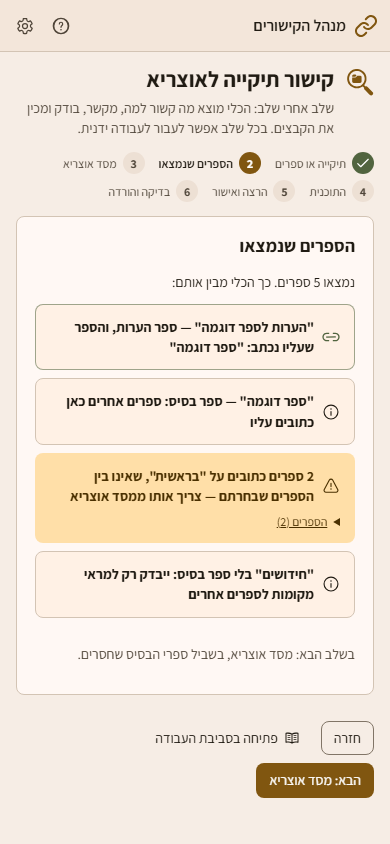 מנהל הקישורים
קישור תיקייה לאוצריא
שלב אחרי שלב: הכלי מוצא מה קשור למה, מקשר, בודק ומכין
את הקבצים. בכל שלב אפשר לעבור לעבודה ידנית.
תיקייה או ספרים 2 הספרים שנמצאו 3 מסד אוצריא
4 התוכנית 5 הרצה ואישור 6 בדיקה והורדה
הספרים שנמצאו
נמצאו 5 ספרים. כך הכלי מבין אותם:
"הערות לספר דוגמה" — ספר הערות, והספר
שעליו נכתב: "ספר דוגמה"
"ספר דוגמה" — ספר בסיס: ספרים אחרים כאן
כתובים עליו
2 ספרים כתובים על "בראשית", שאינו בין
הספרים שבחרתם — צריך אותו ממסד אוצריא
הספרים (2)
"חידושים" בלי ספר בסיס: ייבדק רק למראי
מקומות לספרים אחרים
בשלב הבא: מסד אוצריא, בשביל ספרי הבסיס שחסרים.
חזרה
פתיחה בסביבת העבודה
הבא: מסד אוצריא